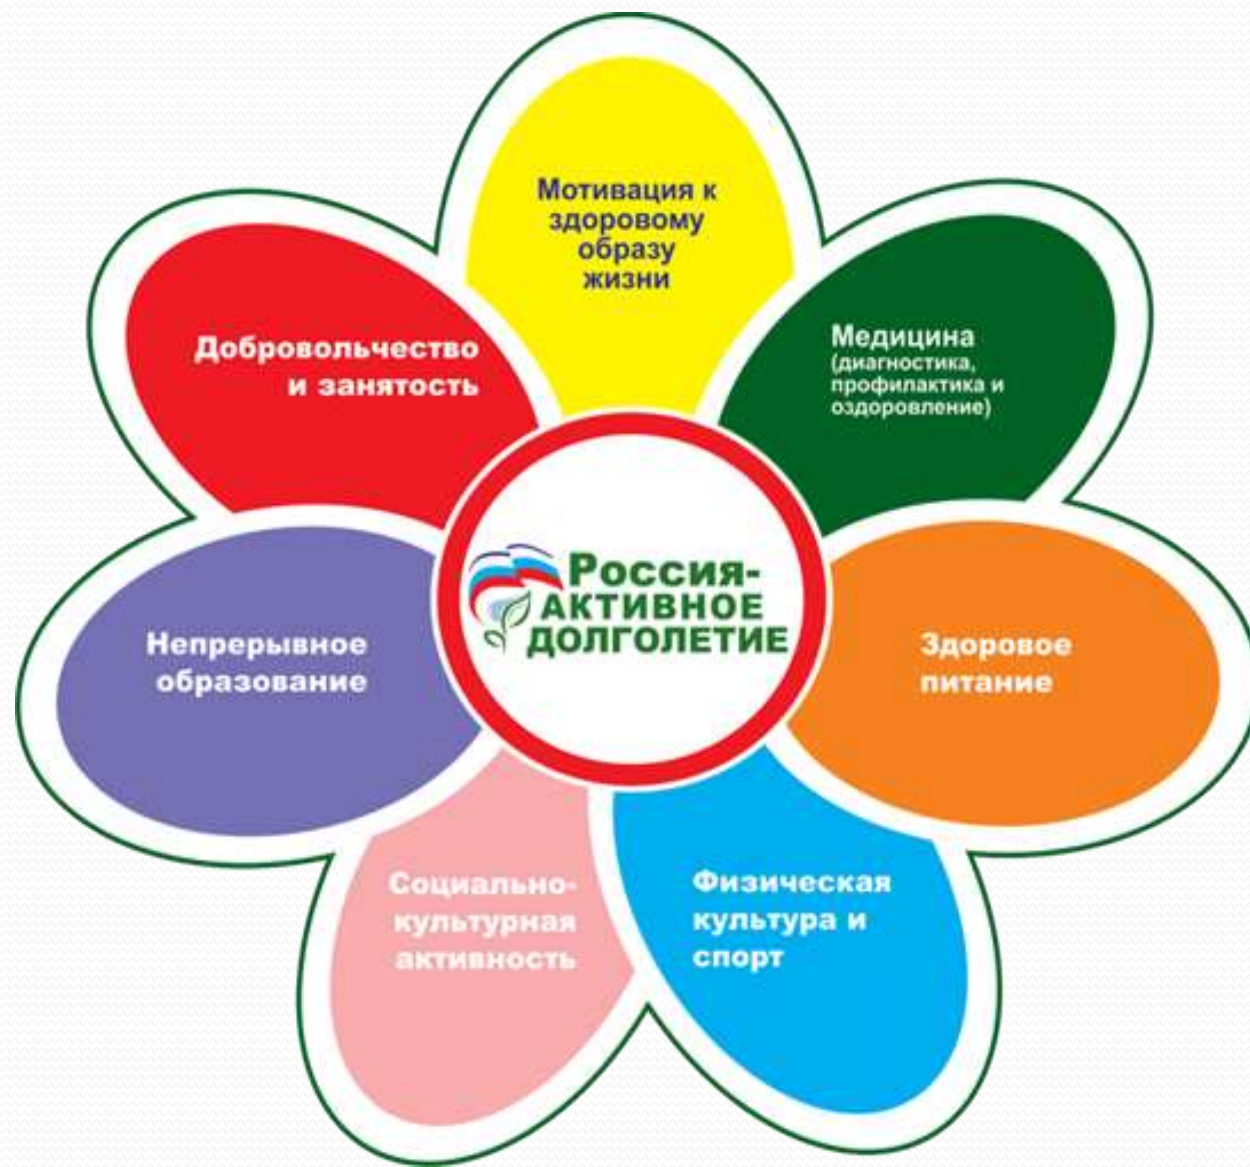 Мотивация к
здоровому
образу
жизни
Медицина
(диагностика,
профилактика и
оздоровление)
Здоровое
питание
Физическая
культура и
спорт
Социально-
культурная
активность
Непрерывное
образование
Добровольчество
и занятость
Россия-
АКТИВНОЕ
ДОЛГОЛЕТИЕ